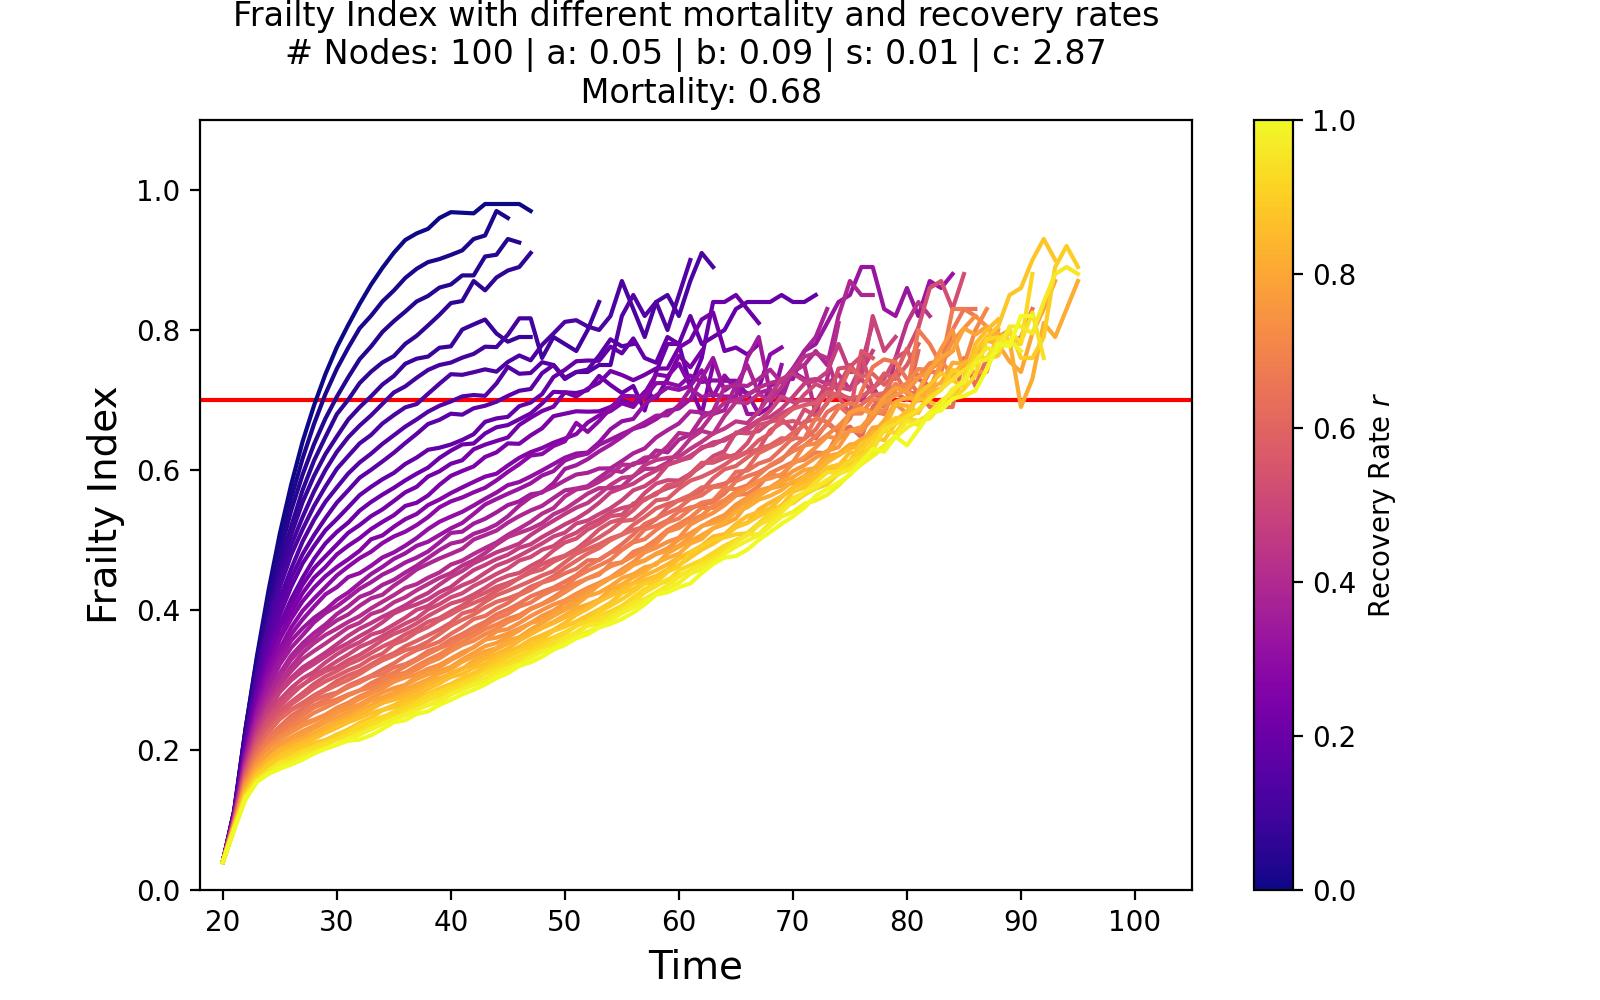 Frailty Index with different mortality and recovery rates
# Nodes: 100 | a: 0.05 | b: 0.09 | s: 0.01 | c: 2.87
Mortality: 0.68
1.0
0.8
0.6
0.4
0.2
0.0
Frailty Index
20 30 40 50 60 70 80 90 100
Time
1.0
0.8
0.6
0.4
0.2
0.0
Recovery Rate r